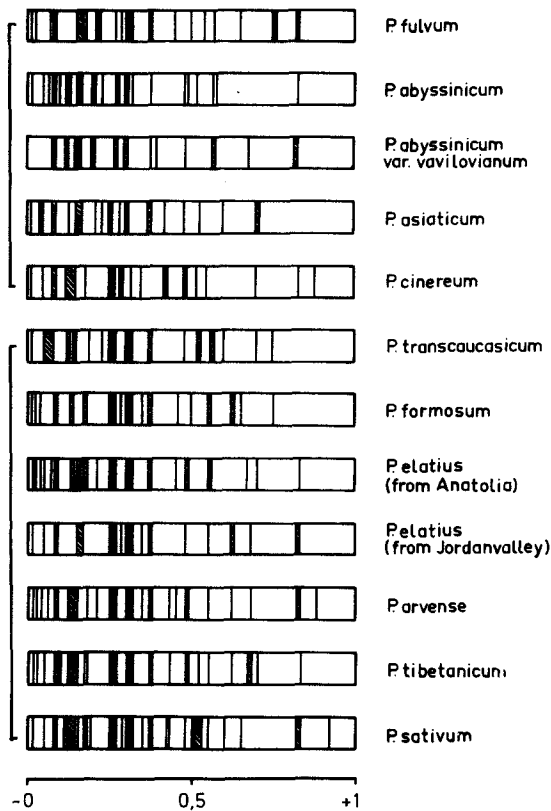 P. fulvum
P. abyssinicum
P. abyssinicum
var. vavilovianum
P. asiaticum
P. cinereum
P. transcaucasicum
P. formosum
P. elatius
(from Anatolia)
P. elatius
(from Jordanvalley)
P. arvense
P. tibetanicum
P. sativum
-0 0,5 +1